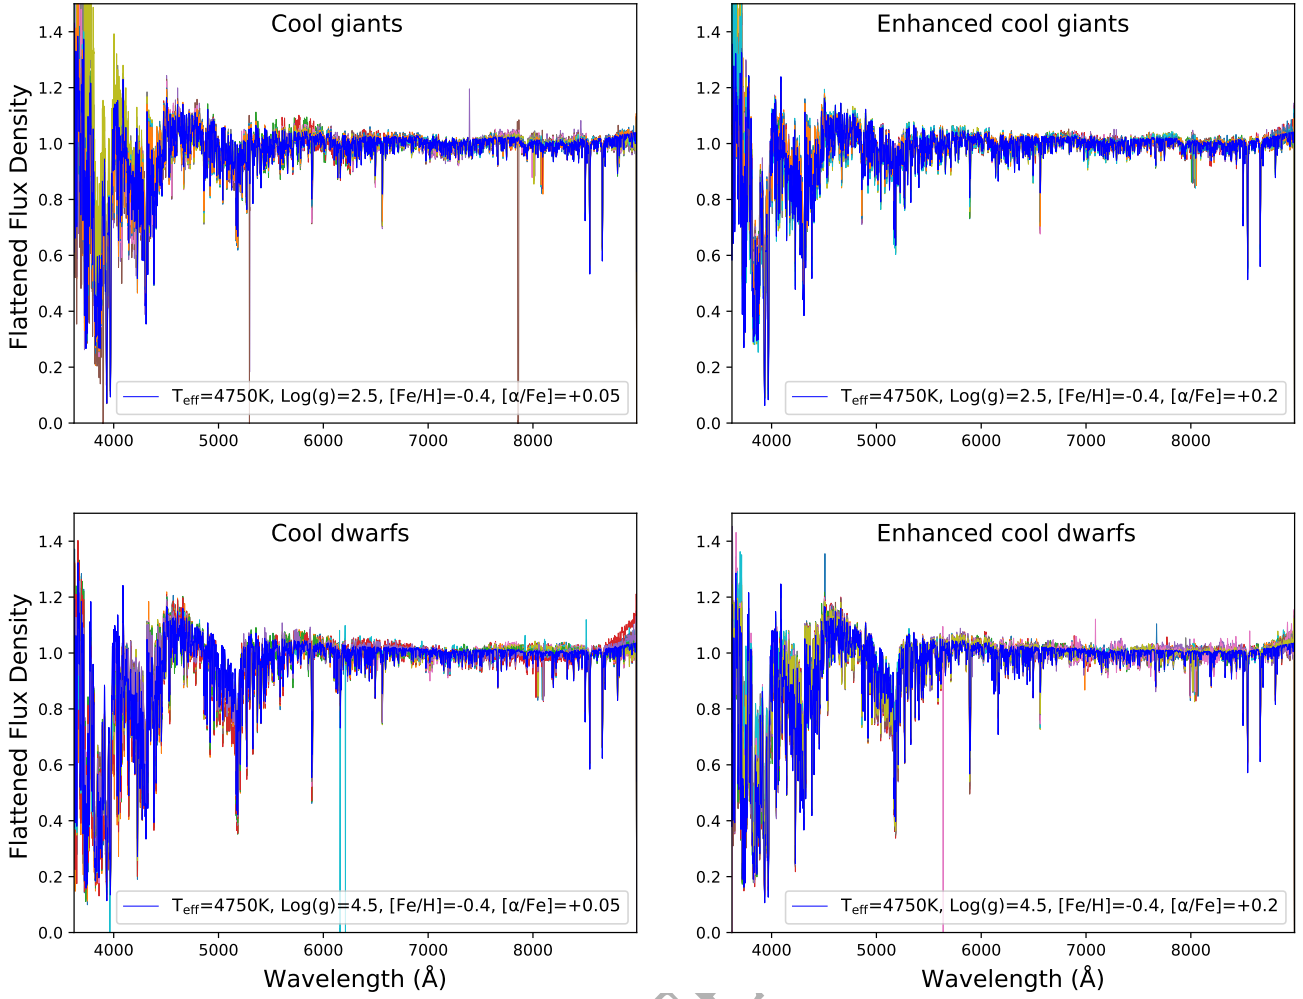 Cool giants
Enhanced cool giants
Flattened Flux Density
1.4
1.2
1.0
0.8
0.6
0.4
0.2
0.0
T_eff=4750K, Log(g)=2.5, [Fe/H]=-0.4, [α/Fe]=+0.05
4000 5000 6000 7000 8000
1.4
1.2
1.0
0.8
0.6
0.4
0.2
0.0
T_eff=4750K, Log(g)=2.5, [Fe/H]=-0.4, [α/Fe]=+0.2
4000 5000 6000 7000 8000
Cool dwarfs
Enhanced cool dwarfs
Flattened Flux Density
1.4
1.2
1.0
0.8
0.6
0.4
0.2
0.0
T_eff=4750K, Log(g)=4.5, [Fe/H]=-0.4, [α/Fe]=+0.05
4000 5000 6000 7000 8000
Wavelength (Å)
1.4
1.2
1.0
0.8
0.6
0.4
0.2
0.0
T_eff=4750K, Log(g)=4.5, [Fe/H]=-0.4, [α/Fe]=+0.2
4000 5000 6000 7000 8000
Wavelength (Å)